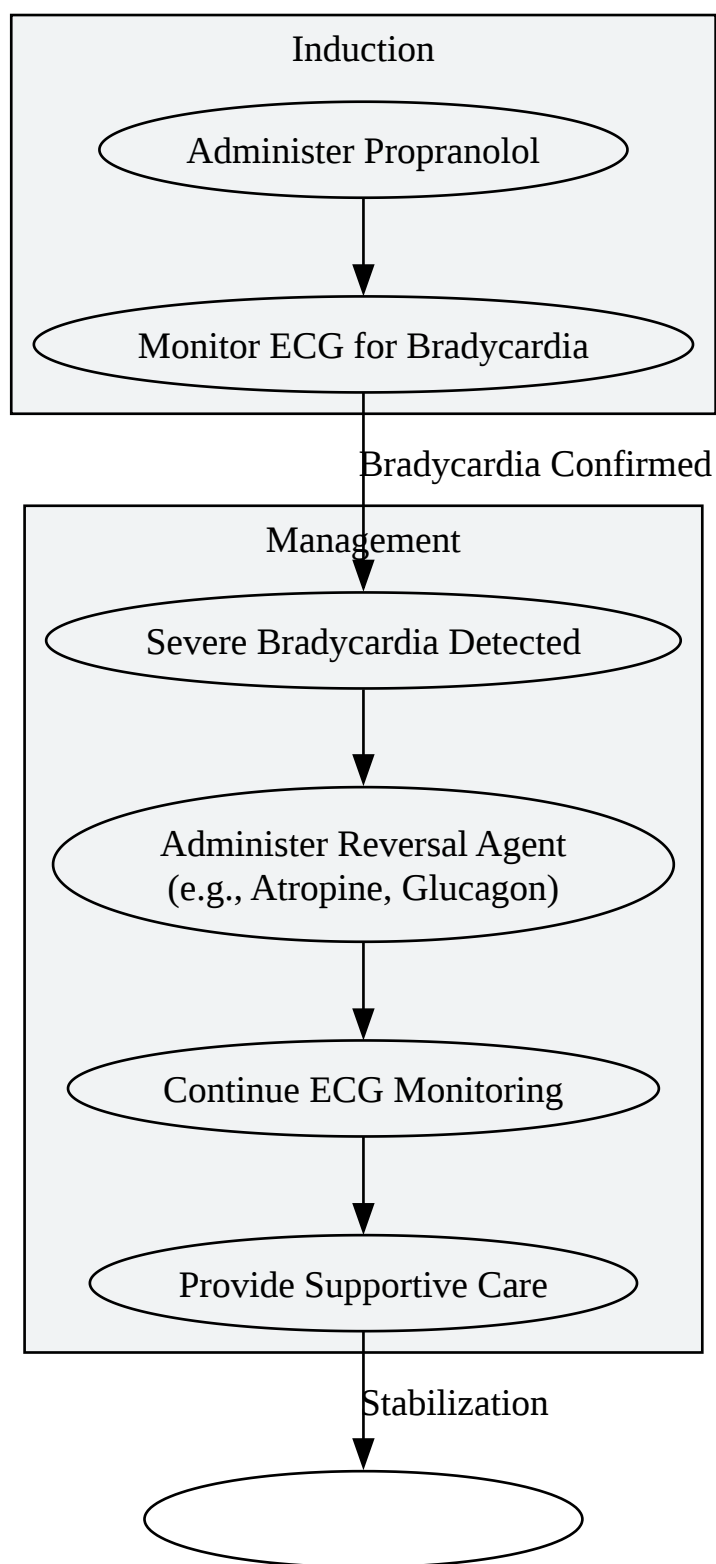 Induction
Administer Propranolol
Monitor ECG for Bradycardia
Bradycardia Confirmed
Management
Severe Bradycardia Detected
Administer Reversal Agent
(e.g., Atropine, Glucagon)
Continue ECG Monitoring
Provide Supportive Care
Stabilization